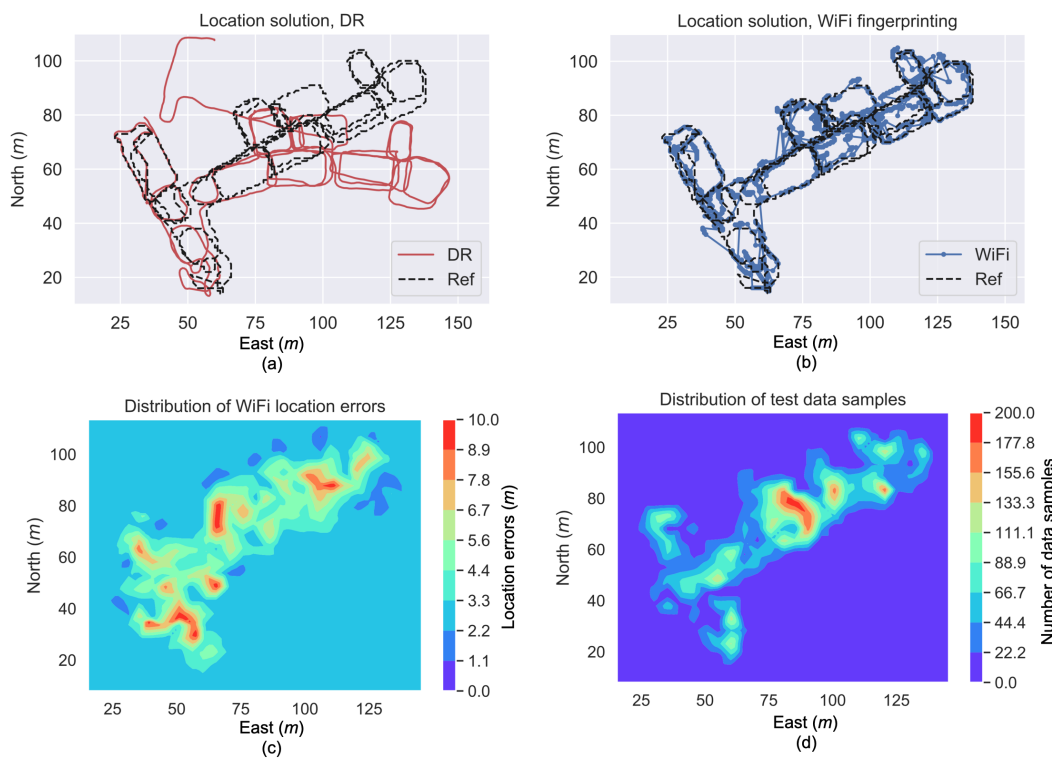 Location solution, DR
North (m)
100
80
60
40
20
DR
Ref
25 50 75 100 125 150
East (m)
(a)
Location solution, WiFi fingerprinting
North (m)
100
80
60
40
20
WiFi
Ref
25 50 75 100 125 150
East (m)
(b)
Distribution of WiFi location errors
North (m)
100
80
60
40
20
25 50 75 100 125
East (m)
(c)
10.0
8.9
7.8
6.7
5.6
4.4
3.3
2.2
1.1
0.0
Location errors (m)
Distribution of test data samples
North (m)
100
80
60
40
20
25 50 75 100 125
East (m)
(d)
200.0
177.8
155.6
133.3
111.1
88.9
66.4
44.4
22.2
0.0
Number of data samples